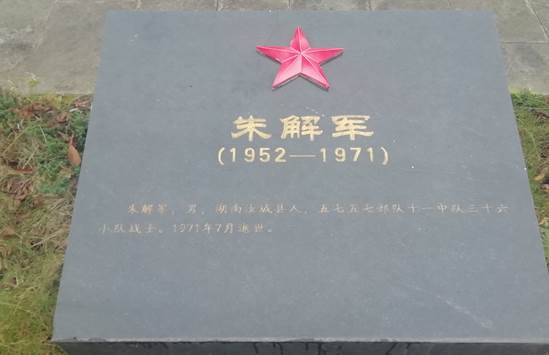 朱解军
(1952—1971)
朱解军，男，湖南汝城县人，五七五七部队十一中队三十六
小队战士。1971年7月逝世。